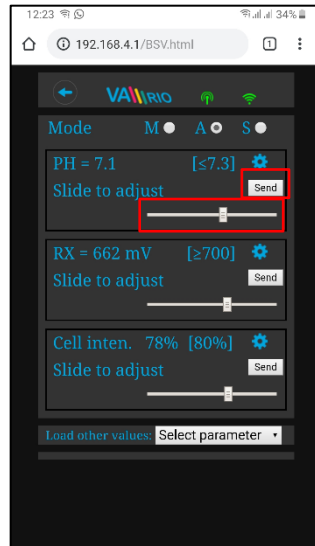 12:23 34%
192.168.4.1/BSV.html 1
VA RIO
Mode M A S
PH = 7.1 [≤7.3]
Slide to adjust Send
RX = 662 mV [≥700]
Slide to adjust Send
Cell inten. 78% [80%]
Slide to adjust Send
Load other values: Select parameter